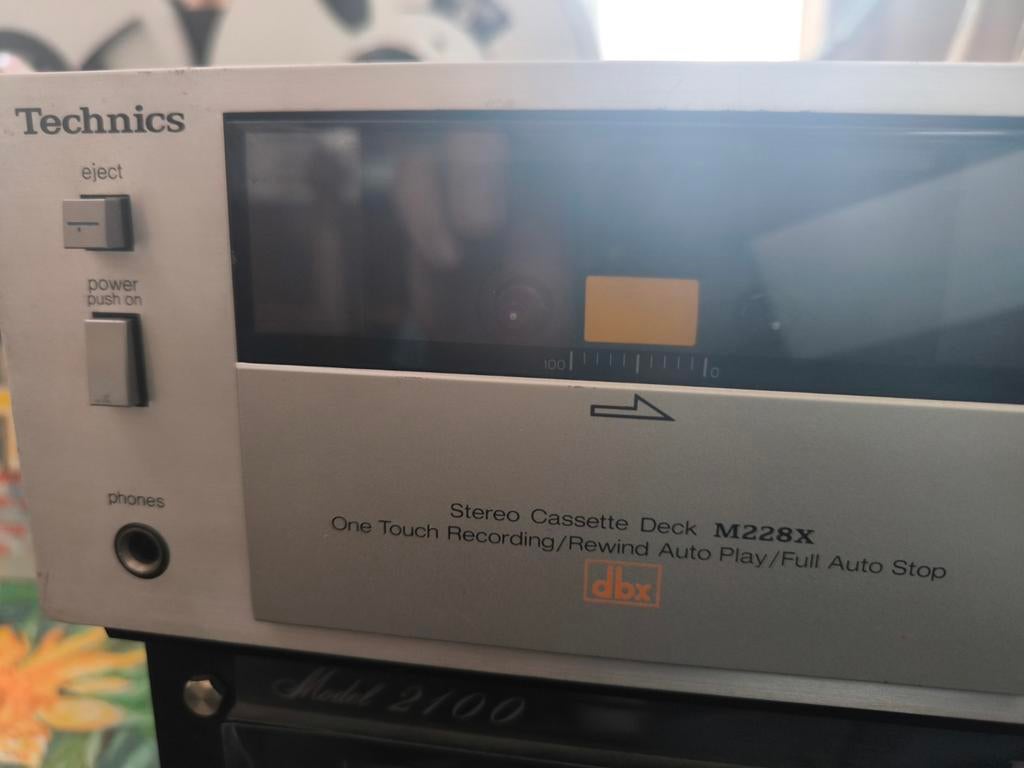 Technics
eject
power
push on
100 0
phones
Stereo Cassette Deck M228X
One Touch Recording/Rewind Auto Play/Full Auto Stop
dbx
Model 2100